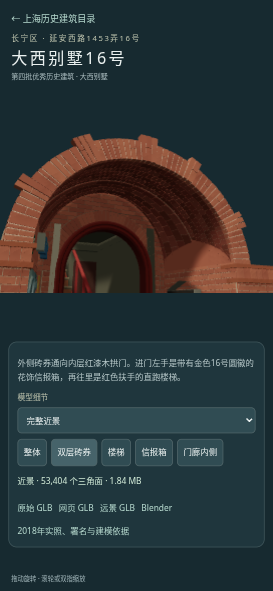 ← 上海历史建筑目录
长宁区 · 延安西路1453弄16号
大西别墅16号
第四批优秀历史建筑 · 大西别墅
外侧砖券通向内层红漆木拱门。进门左手是带有金色16号圆徽的
花饰信报箱，再往里是红色扶手的直跑楼梯。
模型细节
完整近景
整体 双层砖券 楼梯 信报箱 门廊内侧
近景 · 53,404 个三角面 · 1.84 MB
原始 GLB 网页 GLB 远景 GLB Blender
2018年实照、署名与建模依据
拖动旋转 · 滚轮或双指缩放